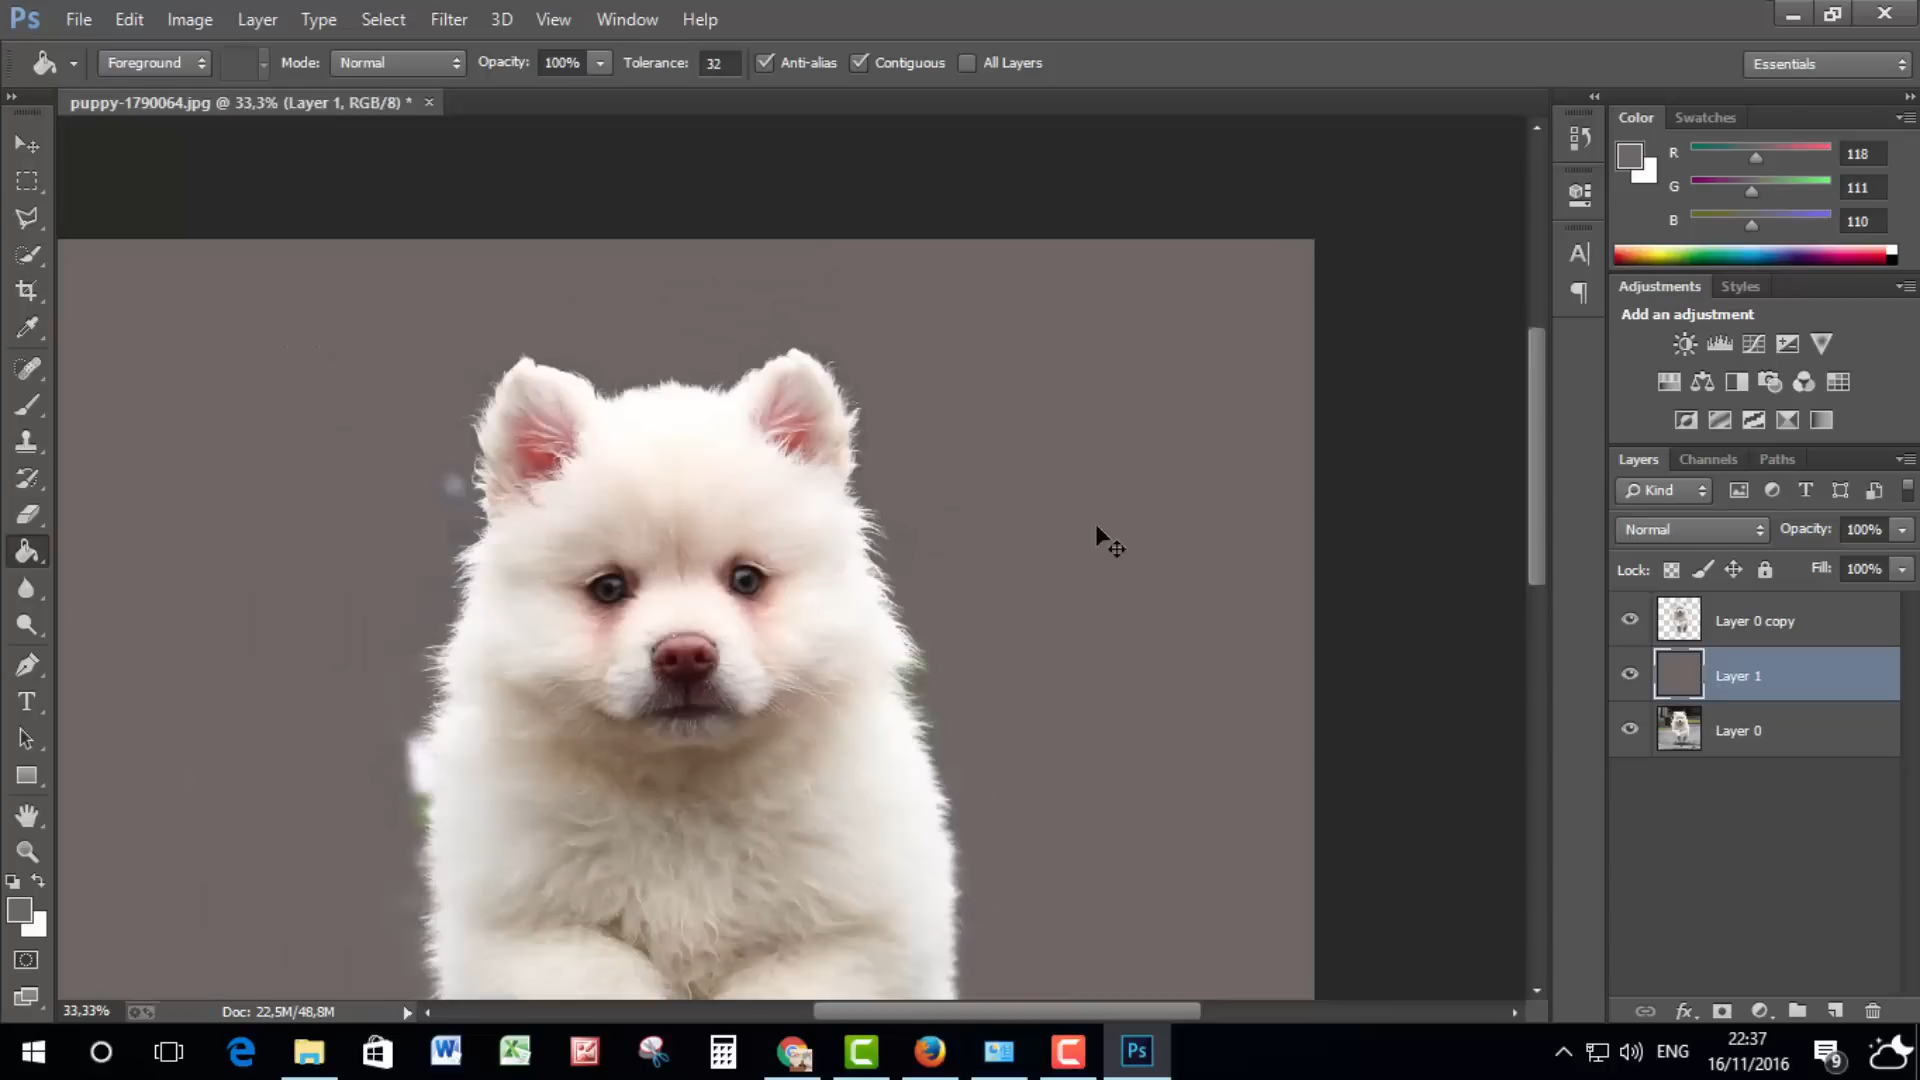 Ps File Edit Image Layer Type Select Filter 3D View Window Help
Foreground Mode: Normal Opacity: 100% Tolerance: 32 Anti-alias Contiguous All Layers Essentials
puppy-1790064.jpg @ 33,3% (Layer 1, RGB/8) * ×
Color Swatches
R 118
G 111
B 110
Adjustments Styles
Add an adjustment
Layers Channels Paths
Kind
Normal Opacity: 100%
Lock: Fill: 100%
Layer 0 copy
Layer 1
Layer 0
33,33% Doc: 22,5M/48,8M
22:37
ENG
16/11/2016
9
Ps